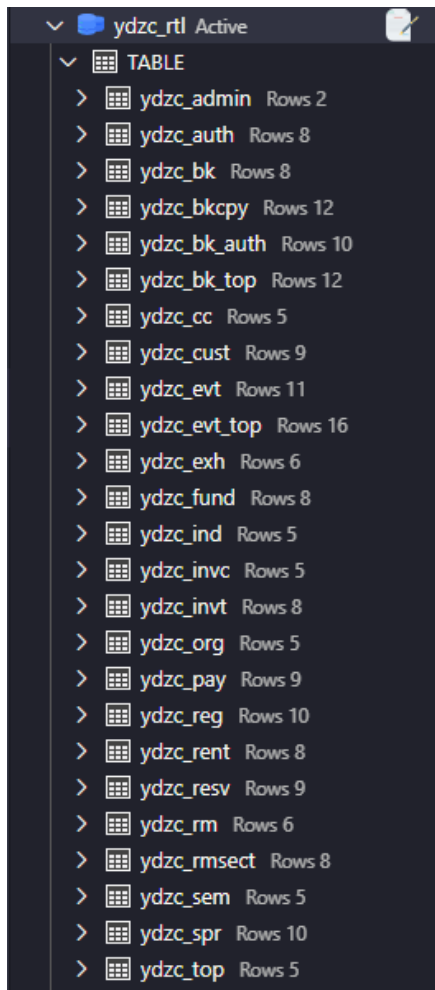 ydzc_rtl Active
TABLE
ydzc_admin Rows 2
ydzc_auth Rows 8
ydzc_bk Rows 8
ydzc_bkcpy Rows 12
ydzc_bk_auth Rows 10
ydzc_bk_top Rows 12
ydzc_cc Rows 5
ydzc_cust Rows 9
ydzc_evt Rows 11
ydzc_evt_top Rows 16
ydzc_exh Rows 6
ydzc_fund Rows 8
ydzc_ind Rows 5
ydzc_invc Rows 5
ydzc_invt Rows 8
ydzc_org Rows 5
ydzc_pay Rows 9
ydzc_reg Rows 10
ydzc_rent Rows 8
ydzc_resv Rows 9
ydzc_rm Rows 6
ydzc_rmsect Rows 8
ydzc_sem Rows 5
ydzc_spr Rows 10
ydzc_top Rows 5